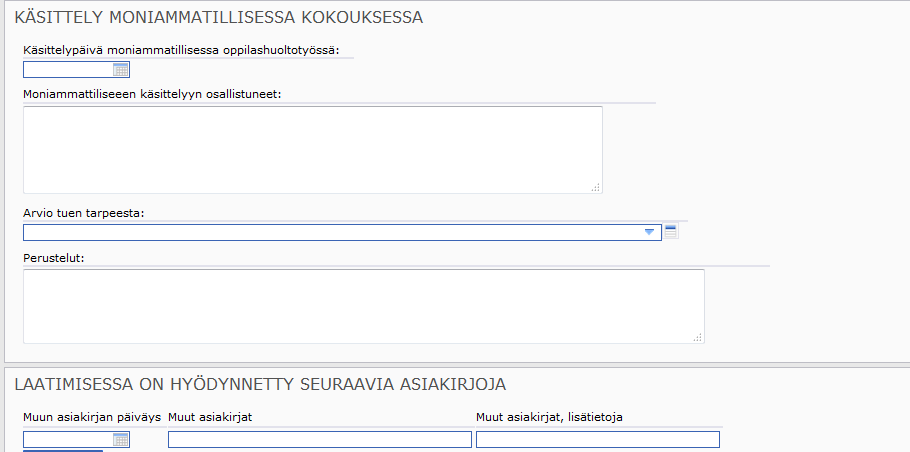 KÄSITTELY MONIAMMATILLISESSA KOKOUKSESSA
Käsittelypäivä moniammatillisessa oppilashuoltotyössä:
Moniammattiliseeen käsittelyyn osallistuneet:
Arvio tuen tarpeesta:
Perustelut:
LAATIMISESSA ON HYÖDYNNETTY SEURAAVIA ASIAKIRJOJA
Muun asiakirjan päiväys Muut asiakirjat Muut asiakirjat, lisätietoja